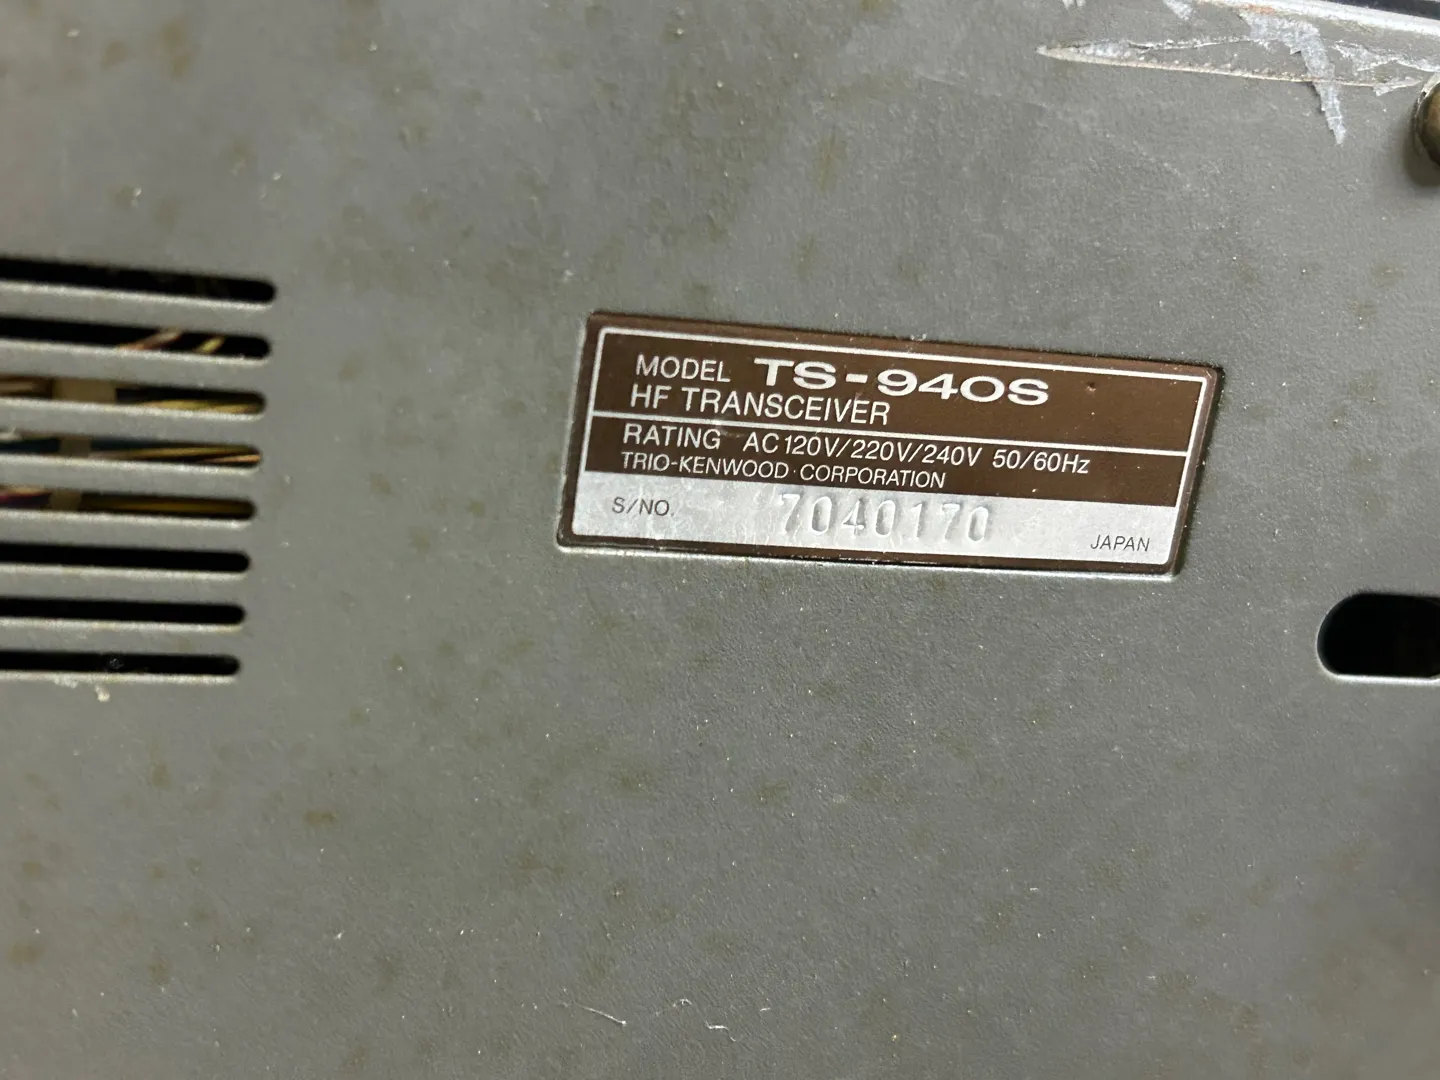 MODEL TS-940S
HF TRANSCEIVER
RATING AC120V/220V/240V 50/60Hz
TRIO-KENWOOD CORPORATION
S/NO. 7040170
JAPAN